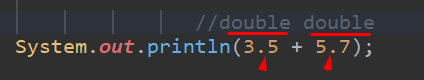 //double double
System.out.println(3.5 + 5.7);